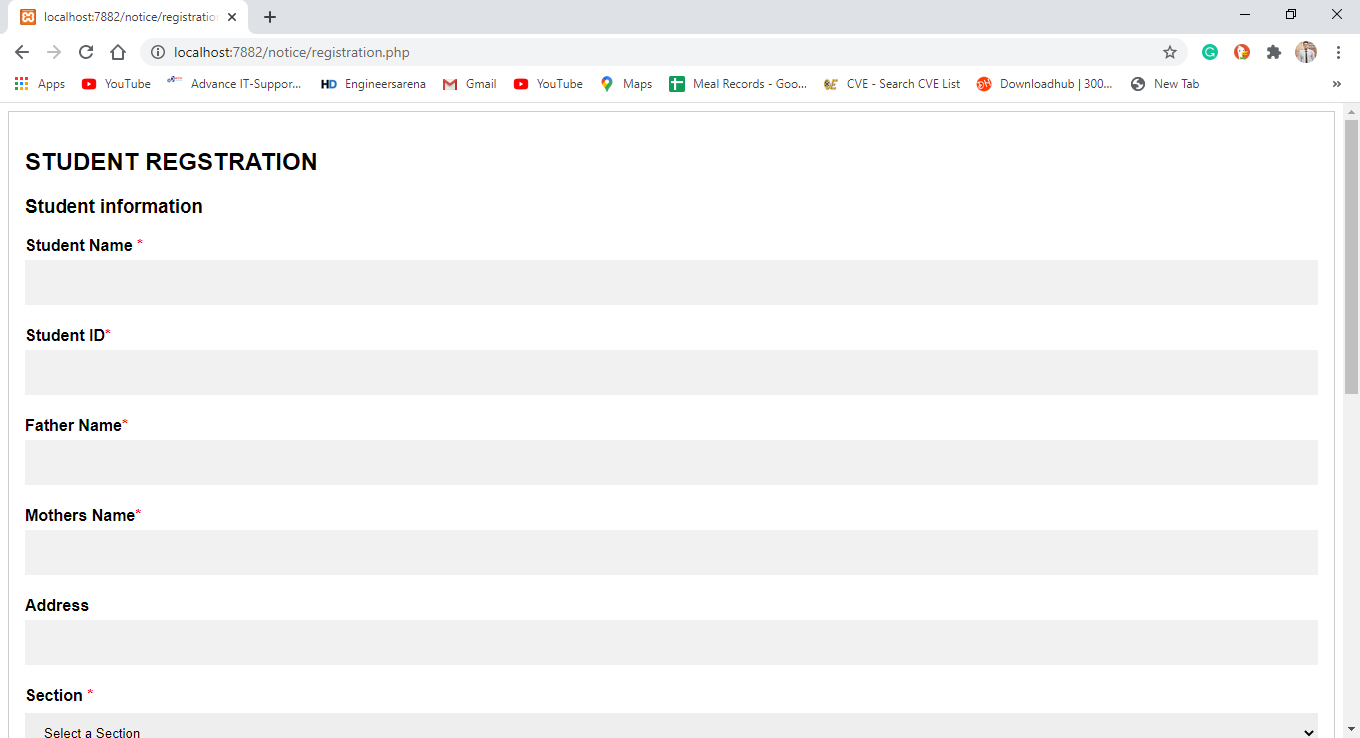 localhost:7882/notice/registration
localhost:7882/notice/registration.php
Apps YouTube Advance IT-Suppor... HD Engineersarena Gmail YouTube Maps Meal Records - Goo... CVE - Search CVE List Downloadhub | 300... New Tab »
STUDENT REGSTRATION
Student information
Student Name *
Student ID*
Father Name*
Mothers Name*
Address
Section *
Select a Section